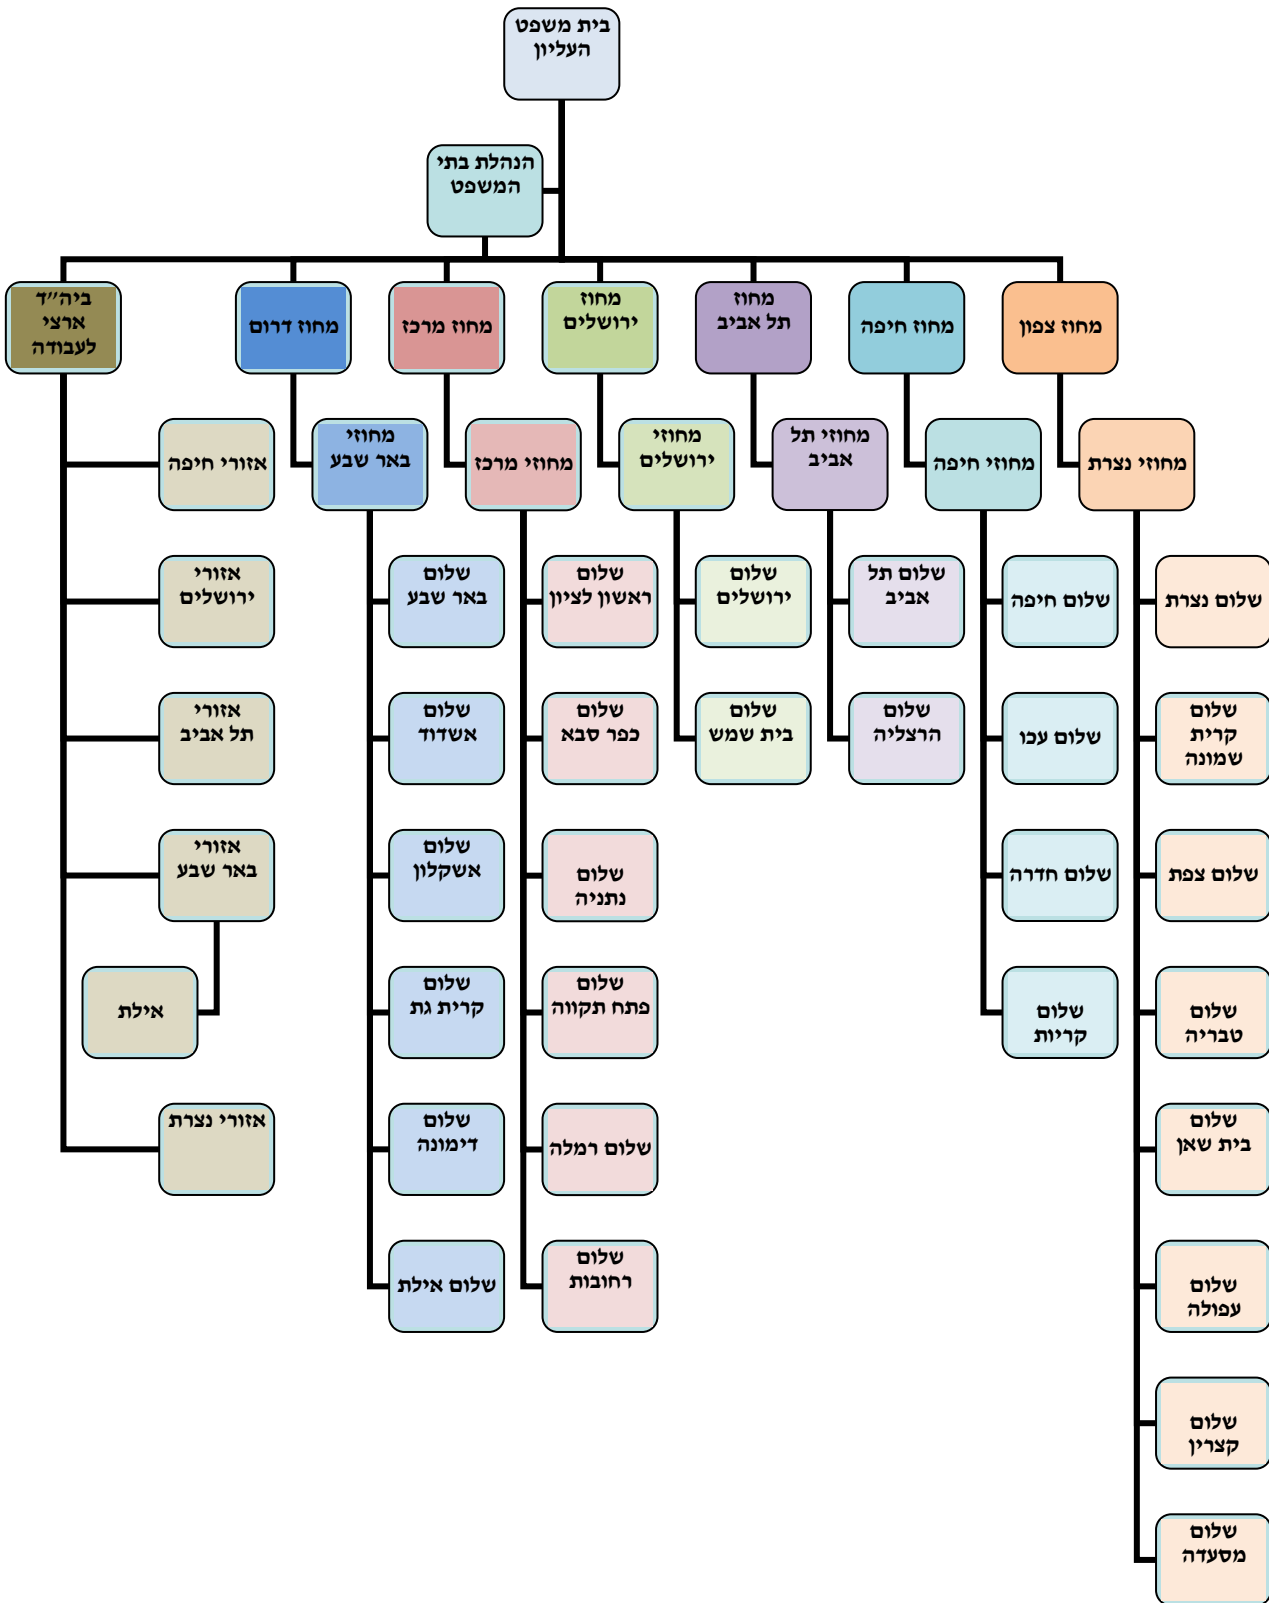 בית משפט
העליון
הנהלת בתי
המשפט
מחוז צפון
מחוז חיפה
מחוז
תל אביב
מחוז
ירושלים
מחוז מרכז
מחוז דרום
ביה״ד
ארצי
לעבודה
מחוזי נצרת
מחוזי חיפה
מחוזי תל
אביב
מחוזי
ירושלים
מחוזי מרכז
מחוזי
באר שבע
אזורי חיפה
שלום נצרת
שלום חיפה
שלום תל
אביב
שלום
ירושלים
שלום
ראשון לציון
שלום
באר שבע
אזורי
ירושלים
שלום
קרית
שמונה
שלום עכו
שלום
הרצליה
שלום
בית שמש
שלום
כפר סבא
שלום
אשדוד
אזורי
תל אביב
שלום צפת
שלום חדרה
שלום
נתניה
שלום
אשקלון
אזורי
באר שבע
שלום
טבריה
שלום
קריות
שלום
פתח תקווה
שלום
קרית גת
אילת
שלום
בית שאן
שלום רמלה
שלום
דימונה
אזורי נצרת
שלום
עפולה
שלום
רחובות
שלום אילת
שלום
קצרין
שלום
מסעדה